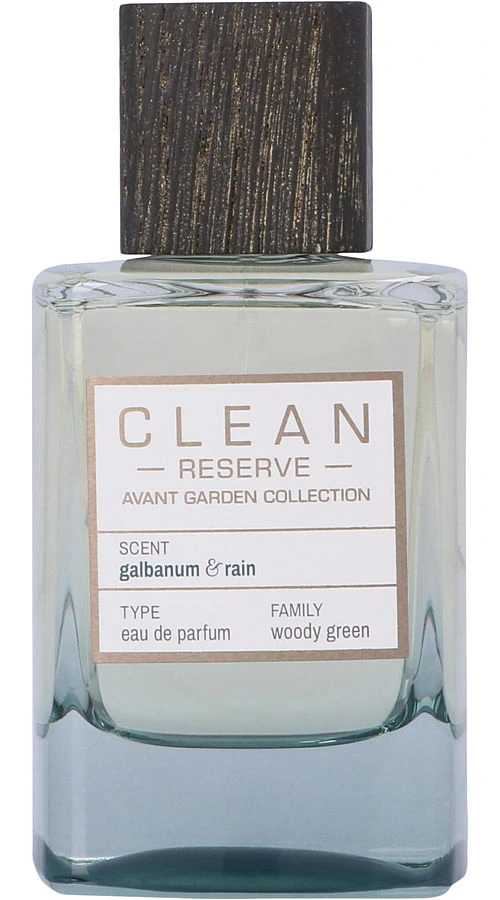 CLEAN
— RESERVE —
AVANT GARDEN COLLECTION
SCENT
galbanum & rain
TYPE FAMILY
eau de parfum woody green